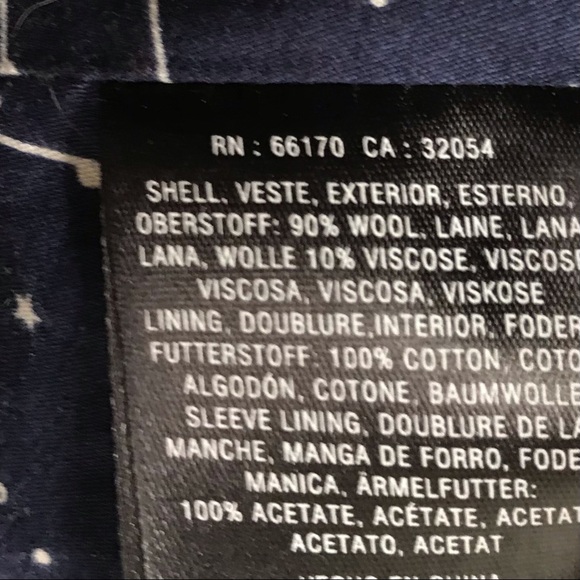 RN : 66170 CA : 32054
SHELL, VESTE, EXTERIOR, ESTERNO,
OBERSTOFF: 90% WOOL, LAINE, LANA
LANA, WOLLE 10% VISCOSE, VISCOSE
VISCOSA, VISCOSA, VISKOSE
LINING, DOUBLURE,INTERIOR, FODER
FUTTERSTOFF: 100% COTTON, COTO
ALGODÓN, COTONE, BAUMWOLLE
SLEEVE LINING, DOUBLURE DE LA
MANCHE, MANGA DE FORRO, FODE
MANICA, ÄRMELFUTTER:
100% ACETATE, ACÉTATE, ACETAT
ACETATO, ACETAT